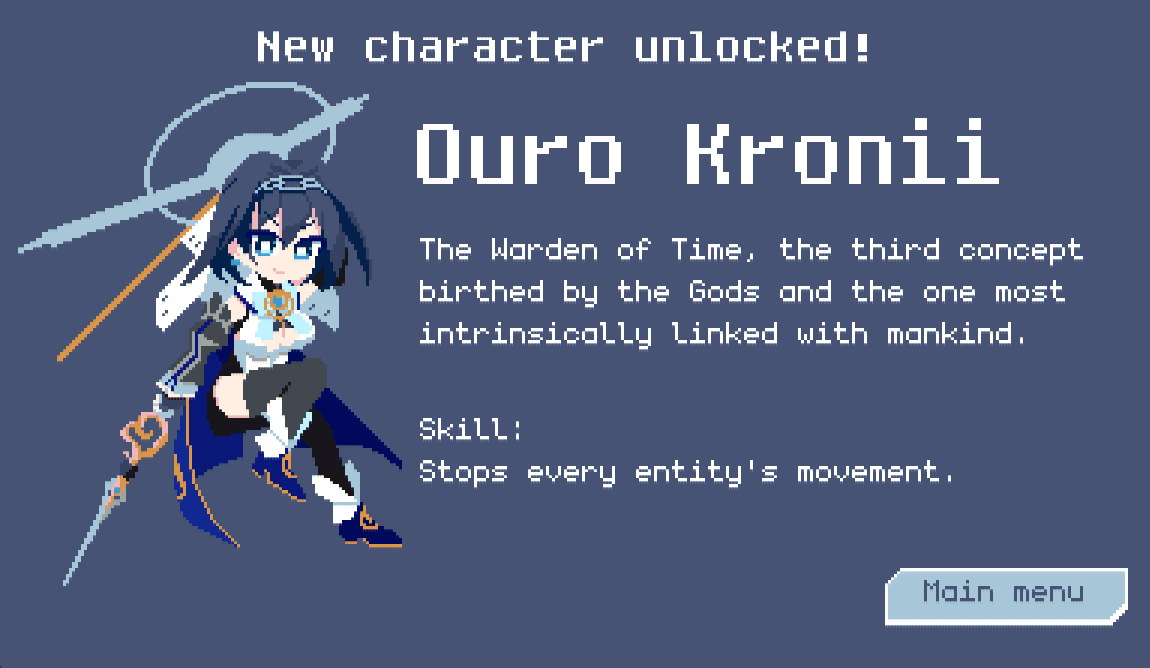 New character unlocked!
Ouro Kronii
The Warden of Time, the third concept
birthed by the Gods and the one most
intrinsically linked with mankind.
Skill:
Stops every entity's movement.
Main menu